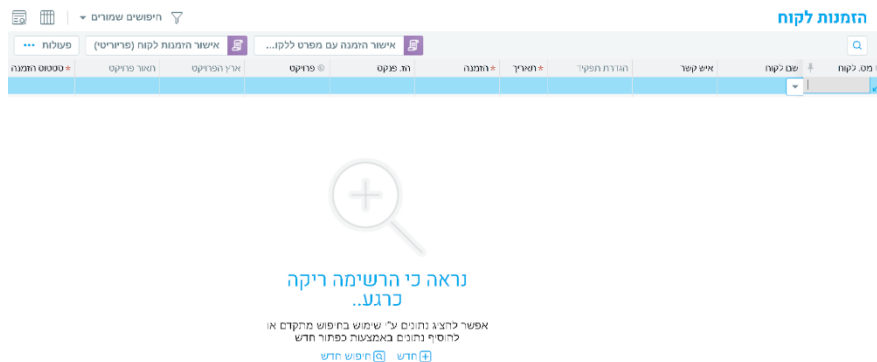 הזמנות לקוח
חיפושים שמורים
אישור הזמנה עם מפרט ללקו... אישור הזמנות לקוח (פריוריטי) פעולות
מס. לקוח שם לקוח איש קשר הגדרת תפקיד תאריך* הזמנה* הז. פנקס פרויקט ארץ הפרויקט תאור פרויקט סטטוס הזמנה*
נראה כי הרשימה ריקה
כרגע..
אפשר להציג נתונים ע"י שימוש בחיפוש מתקדם או
להוסיף נתונים באמצעות כפתור חדש
חדש חיפוש חדש